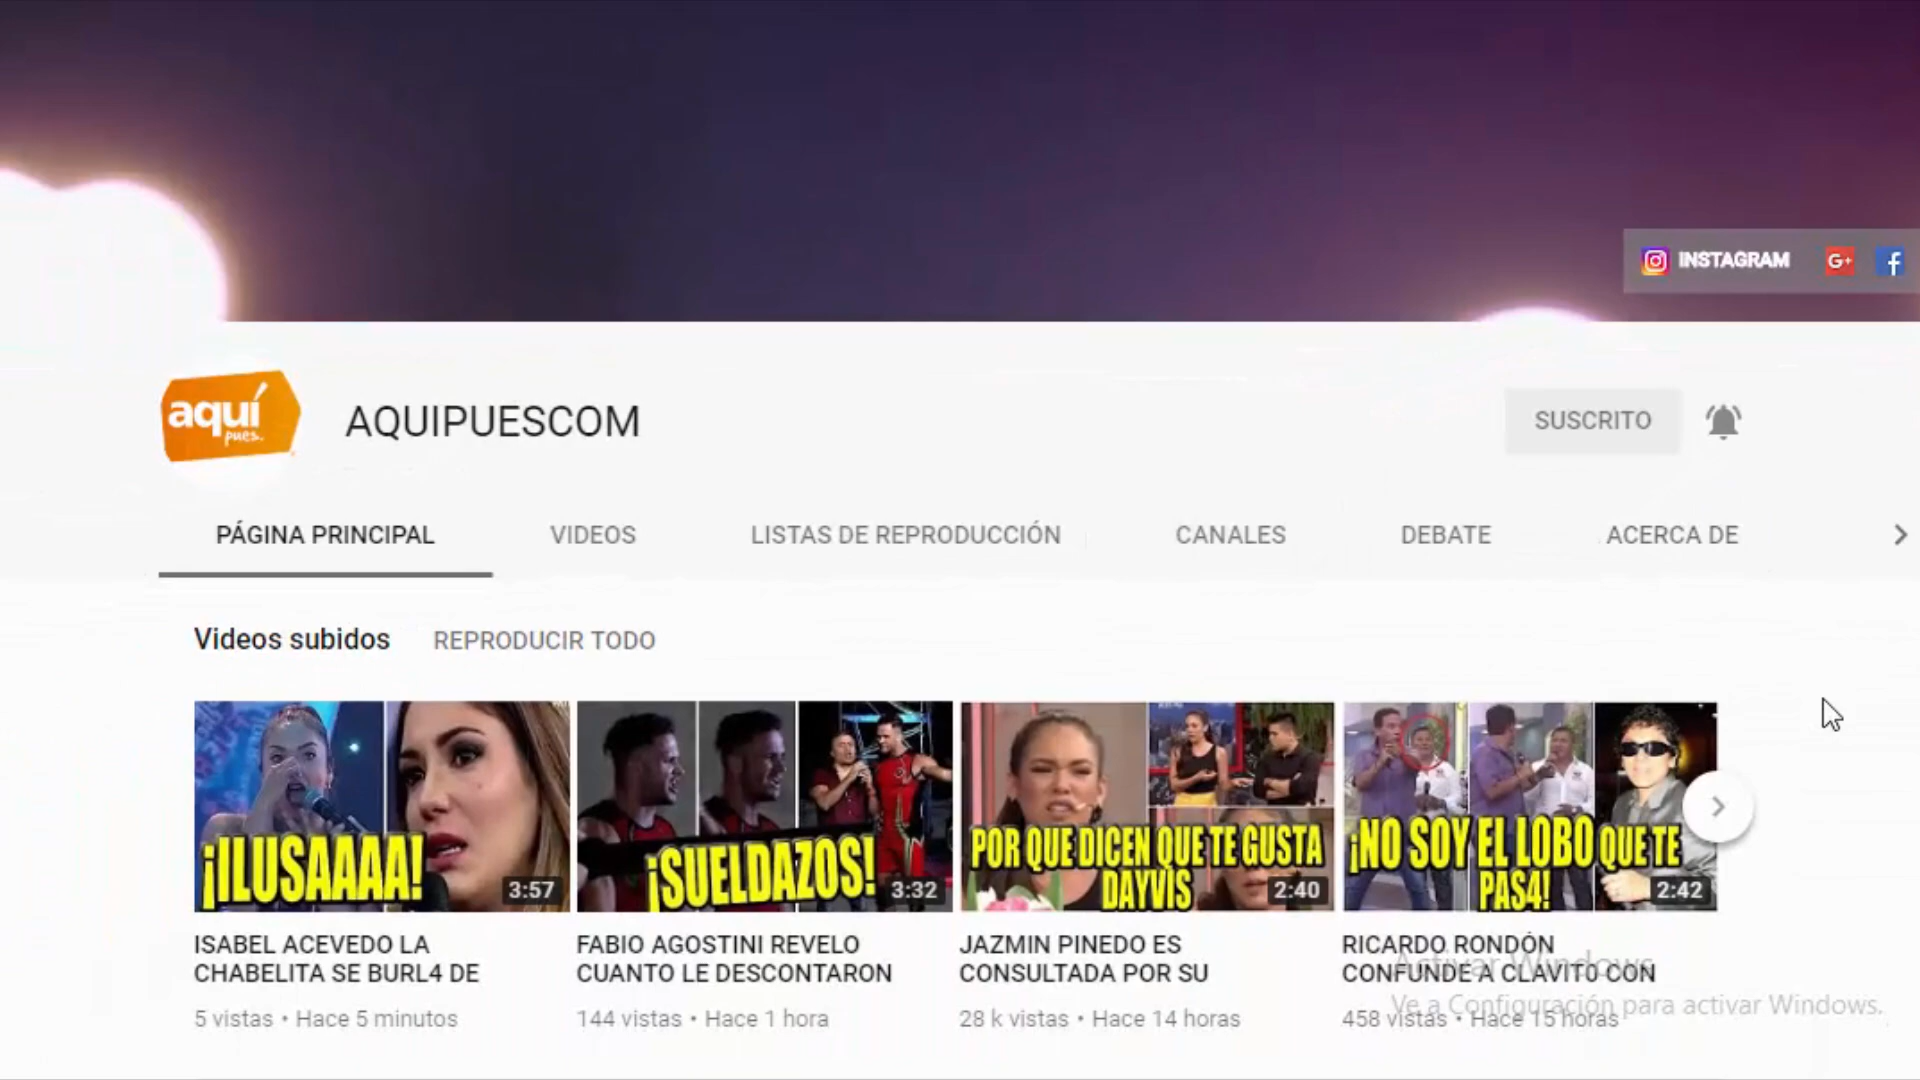 INSTAGRAM
aquí
pues.
AQUIPUESCOM
SUSCRITO
PÁGINA PRINCIPAL
VIDEOS
LISTAS DE REPRODUCCIÓN
CANALES
DEBATE
ACERCA DE
Videos subidos
REPRODUCIR TODO
¡ILUSAAAA!
3:57
¡SUELDAZOS!
3:32
POR QUE DICEN QUE TE GUSTA
DAYVIS
2:40
¡NO SOY EL LOBO QUE TE
PAS4!
2:42
ISABEL ACEVEDO LA
CHABELITA SE BURL4 DE
5 vistas • Hace 5 minutos
FABIO AGOSTINI REVELO
CUANTO LE DESCONTARON
144 vistas • Hace 1 hora
JAZMIN PINEDO ES
CONSULTADA POR SU
28 k vistas • Hace 14 horas
RICARDO RONDÓN
CONFUNDE A CLAVIT0 CON
458 vistas • Hace 15 horas
Activar Windows
Ve a Configuración para activar Windows.